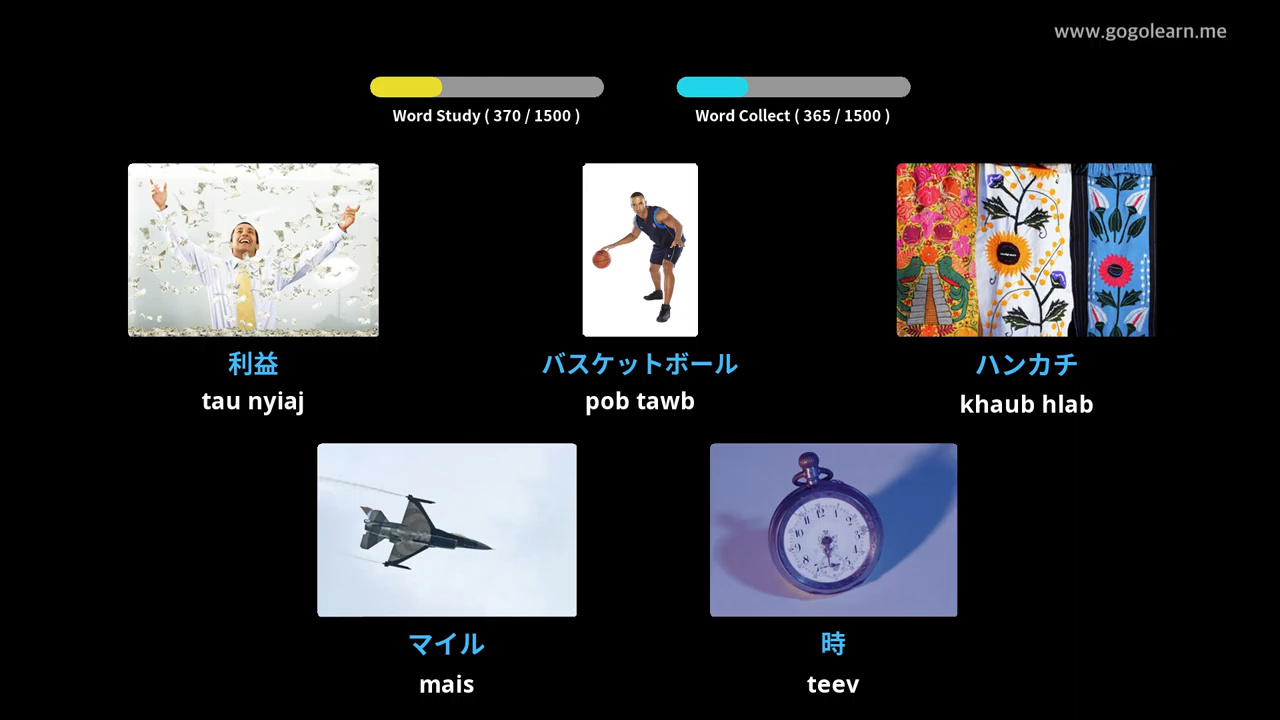 www.gogolearn.me
Word Study ( 370 / 1500 )
Word Collect ( 365 / 1500 )
利益
tau nyiaj
バスケットボール
pob tawb
ハンカチ
khaub hlab
マイル
mais
時
teev